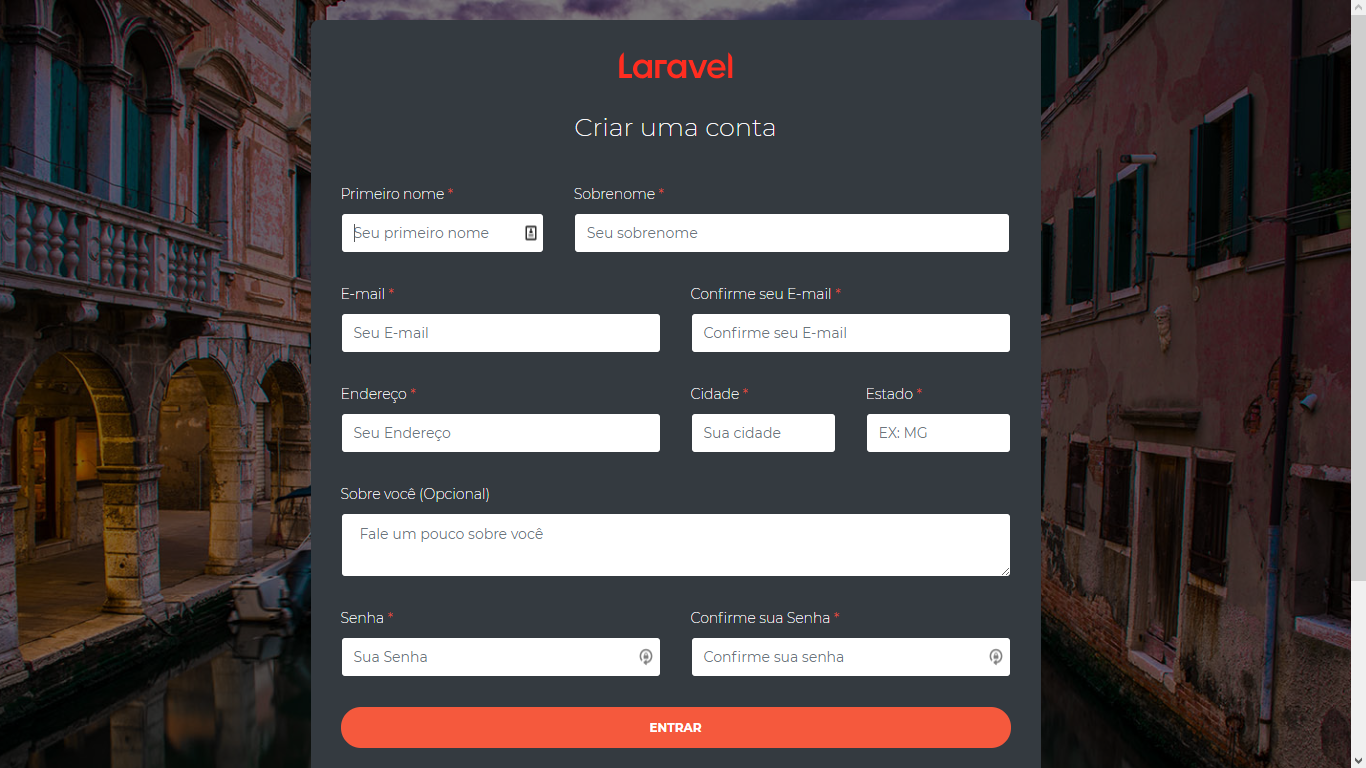 Laravel
Criar uma conta
Primeiro nome * Sobrenome *
Seu primeiro nome Seu sobrenome
E-mail * Confirme seu E-mail *
Seu E-mail Confirme seu E-mail
Endereço * Cidade * Estado *
Seu Endereço Sua cidade EX: MG
Sobre você (Opcional)
Fale um pouco sobre você
Senha * Confirme sua Senha *
Sua Senha Confirme sua senha
ENTRAR